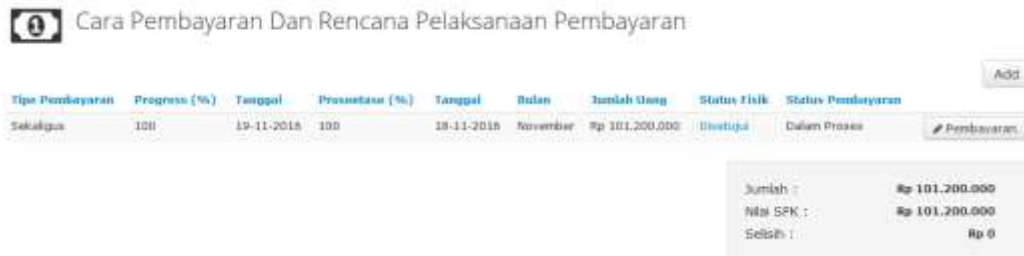 Cara Pembayaran Dan Rencana Pelaksanaan Pembayaran
Add
Tipe Pembayaran Progress (%) Tanggal Prosentase (%) Tanggal Bulan Jumlah Uang Status Fisik Status Pembayaran
Sekaligus 100 19-11-2016 100 18-11-2016 November Rp 101.200.000 Disetujui Dalam Proses Pembayaran
Jumlah : Rp 101.200.000
Nilai SPK : Rp 101.200.000
Selisih : Rp 0